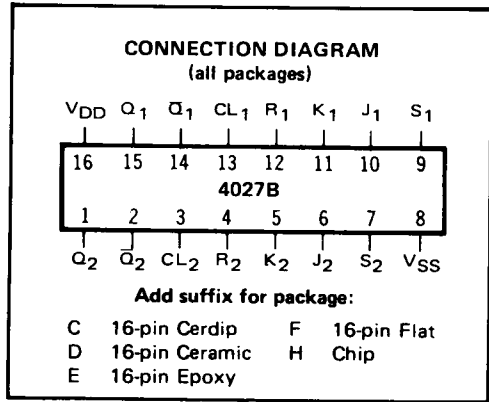 CONNECTION DIAGRAM
(all packages)
VDD Q1 Q̅1 CL1 R1 K1 J1 S1
16 15 14 13 12 11 10 9
4027B
1 2 3 4 5 6 7 8
Q2 Q̅2 CL2 R2 K2 J2 S2 VSS
Add suffix for package:
C 16-pin Cerdip F 16-pin Flat
D 16-pin Ceramic H Chip
E 16-pin Epoxy